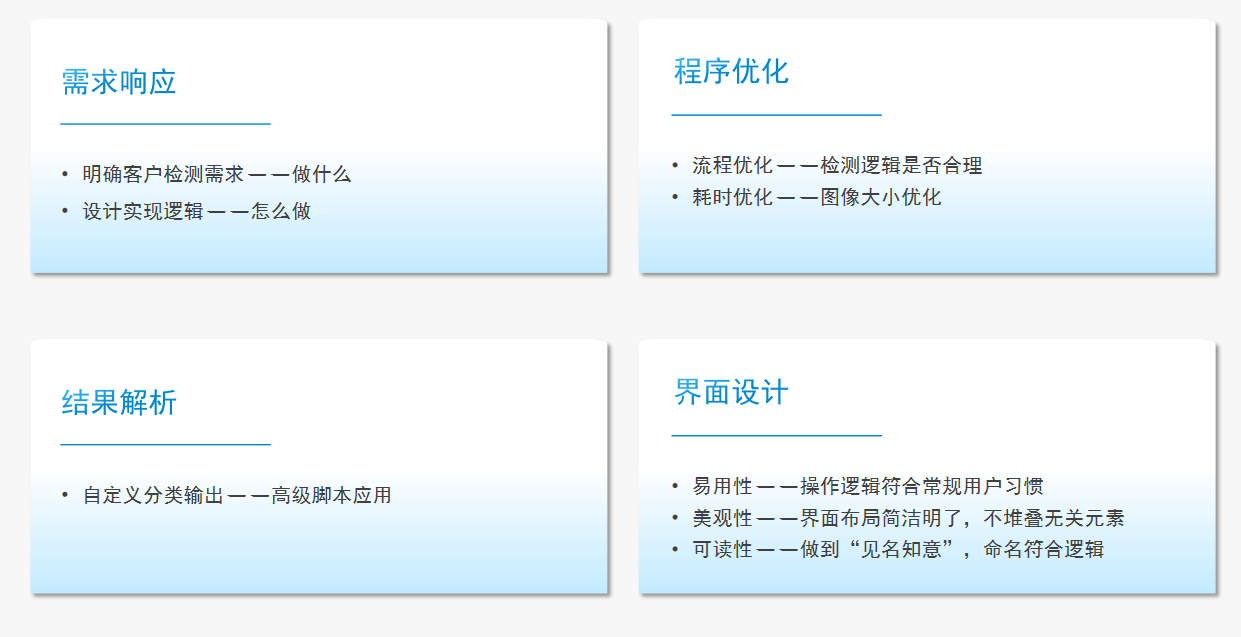 需求响应
• 明确客户检测需求——做什么
• 设计实现逻辑——怎么做
程序优化
• 流程优化——检测逻辑是否合理
• 耗时优化——图像大小优化
结果解析
• 自定义分类输出——高级脚本应用
界面设计
• 易用性——操作逻辑符合常规用户习惯
• 美观性——界面布局简洁明了，不堆叠无关元素
• 可读性——做到“见名知意”，命名符合逻辑